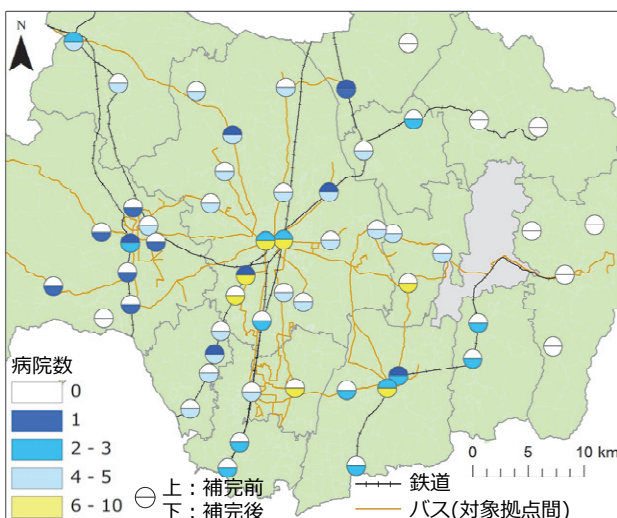 N
病院数
0
1
2 - 3
4 - 5
6 - 10
上：補完前
下：補完後
鉄道
バス(対象拠点間)
0 5 10 km